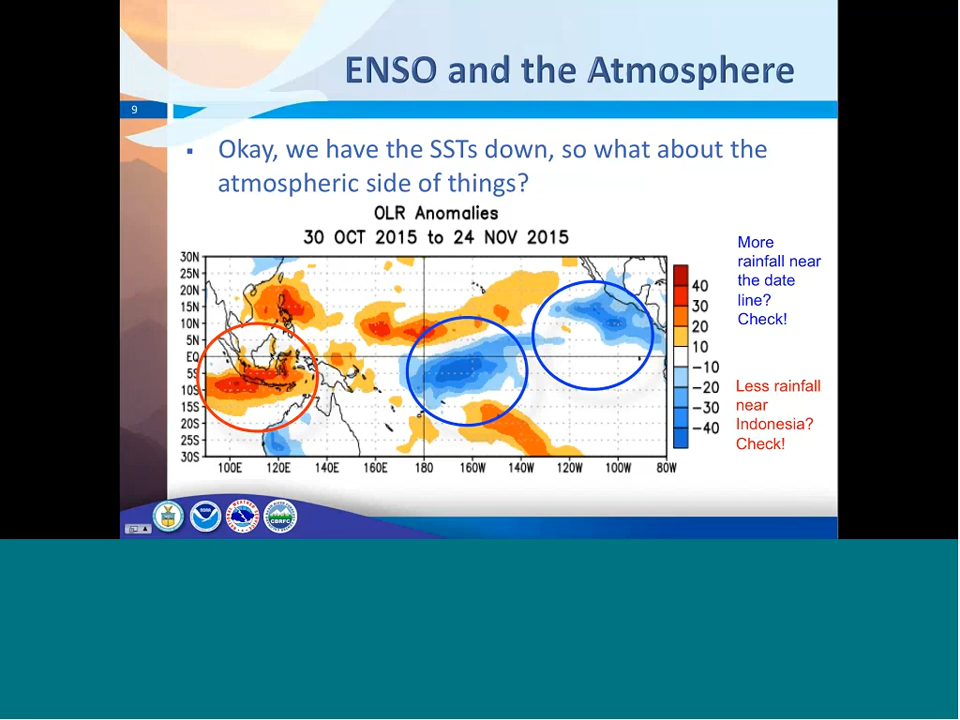 ENSO and the Atmosphere
9
▪ Okay, we have the SSTs down, so what about the
atmospheric side of things?
OLR Anomalies
30 OCT 2015 to 24 NOV 2015
30N
25N
20N
15N
10N
5N
EQ
5S
10S
15S
20S
25S
30S
100E 120E 140E 160E 180 160W 140W 120W 100W 80W
40
30
20
10
−10
−20
−30
−40
More
rainfall near
the date
line?
Check!
Less rainfall
near
Indonesia?
Check!
CBRFC